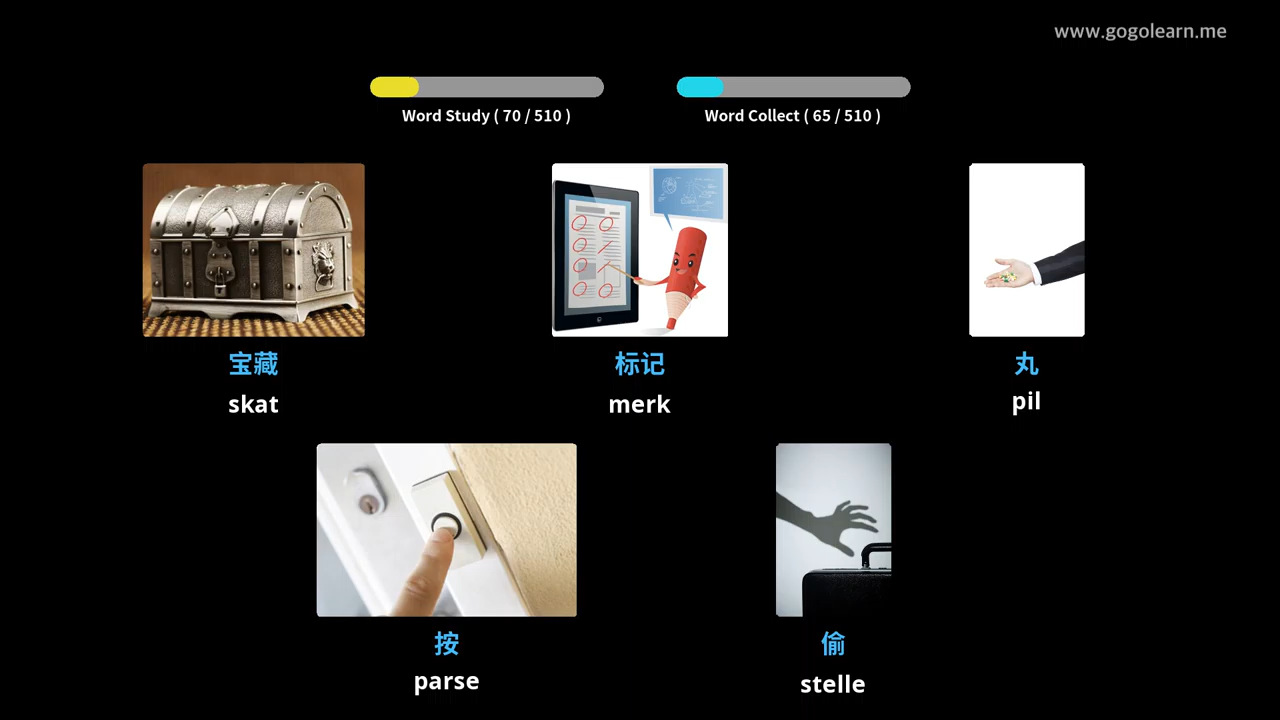 www.gogolearn.me
Word Study ( 70 / 510 )
Word Collect ( 65 / 510 )
宝藏
skat
标记
merk
丸
pil
按
parse
偷
stelle